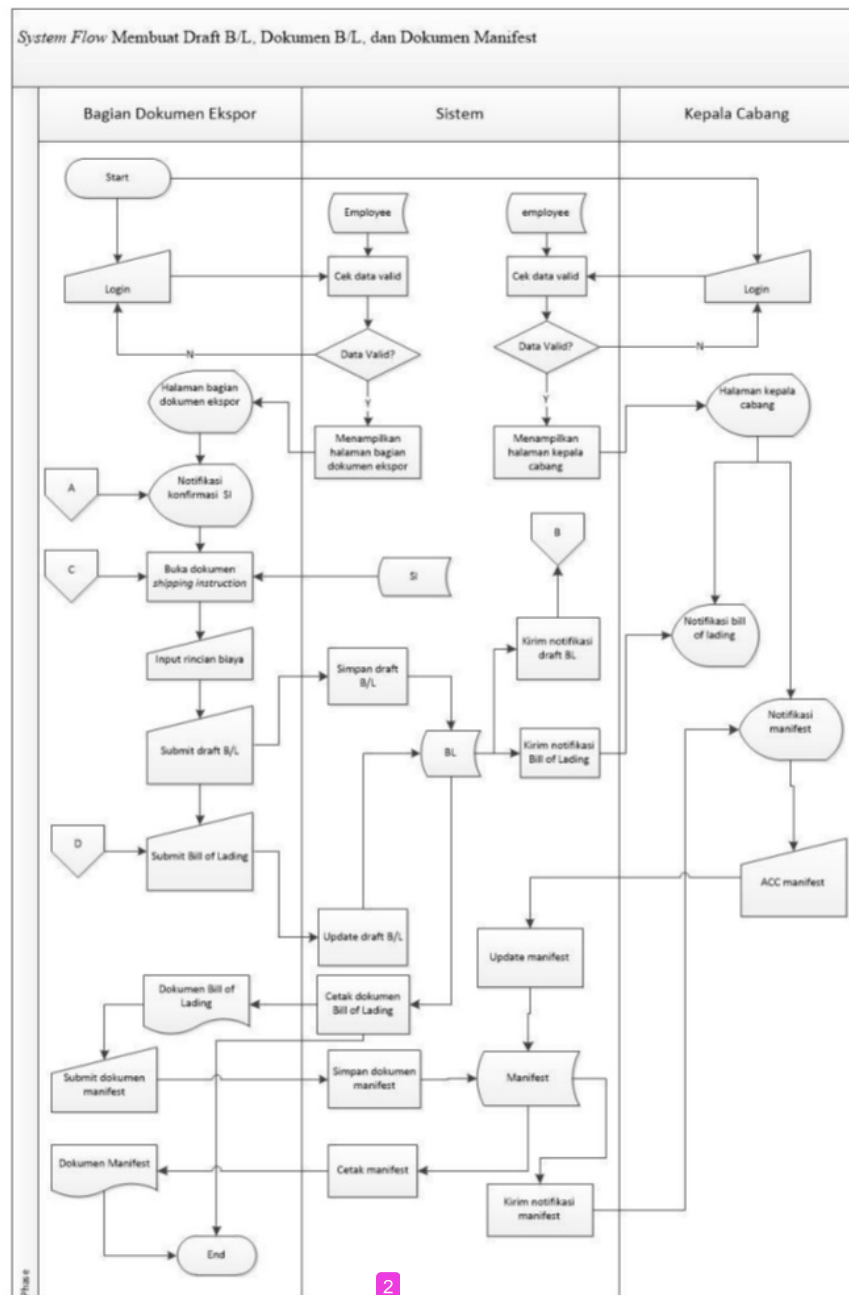 System Flow Membuat Draft B/L, Dokumen B/L, dan Dokumen Manifest
Bagian Dokumen Ekspor
Sistem
Kepala Cabang
Start
Employee
employee
Login
Cek data valid
Cek data valid
Login
Data Valid?
Data Valid?
N
N
Y
Y
Halaman bagian
dokumen ekspor
Menampilkan
halaman bagian
dokumen ekspor
Menampilkan
halaman kepala
cabang
Halaman kepala
cabang
A
Notifikasi
konfirmasi SI
C
Buka dokumen
shipping instruction
SI
B
Input rincian biaya
Simpan draft
B/L
Kirim notifikasi
draft BL
Notifikasi bill
of lading
Submit draft B/L
BL
Kirim notifikasi
Bill of Lading
Notifikasi
manifest
D
Submit Bill of Lading
ACC manifest
Update draft B/L
Update manifest
Dokumen Bill of
Lading
Cetak dokumen
Bill of Lading
Submit dokumen
manifest
Simpan dokumen
manifest
Manifest
Dokumen Manifest
Cetak manifest
Kirim notifikasi
manifest
End
Phase
2